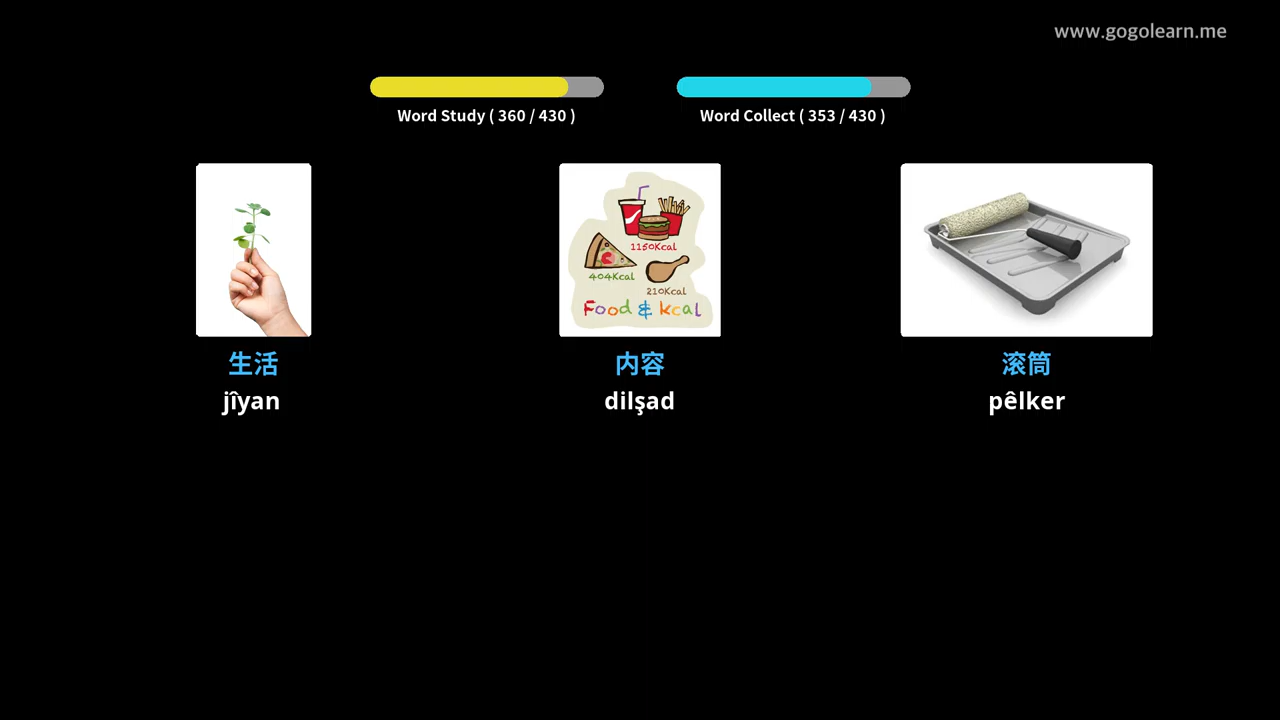 www.gogolearn.me
Word Study ( 360 / 430 )
Word Collect ( 353 / 430 )
1150Kcal
404Kcal
210Kcal
Food & kcal
生活
内容
滚筒
jîyan
dilşad
pêlker